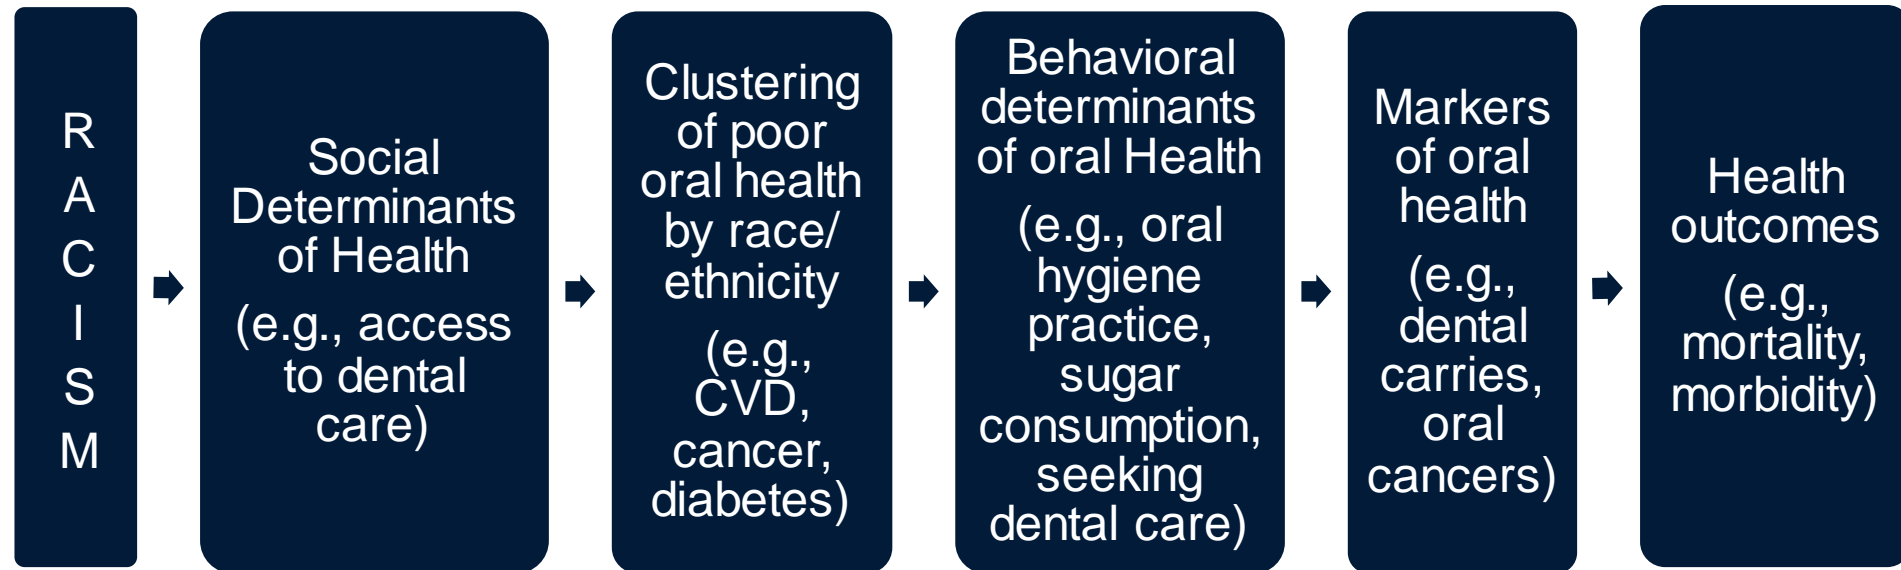 R
A
C
I
S
M
Social
Determinants
of Health
(e.g., access
to dental
care)
Clustering
of poor
oral health
by race/
ethnicity
(e.g.,
CVD,
cancer,
diabetes)
Behavioral
determinants
of oral Health
(e.g., oral
hygiene
practice,
sugar
consumption,
seeking
dental care)
Markers
of oral
health
(e.g.,
dental
carries,
oral
cancers)
Health
outcomes
(e.g.,
mortality,
morbidity)